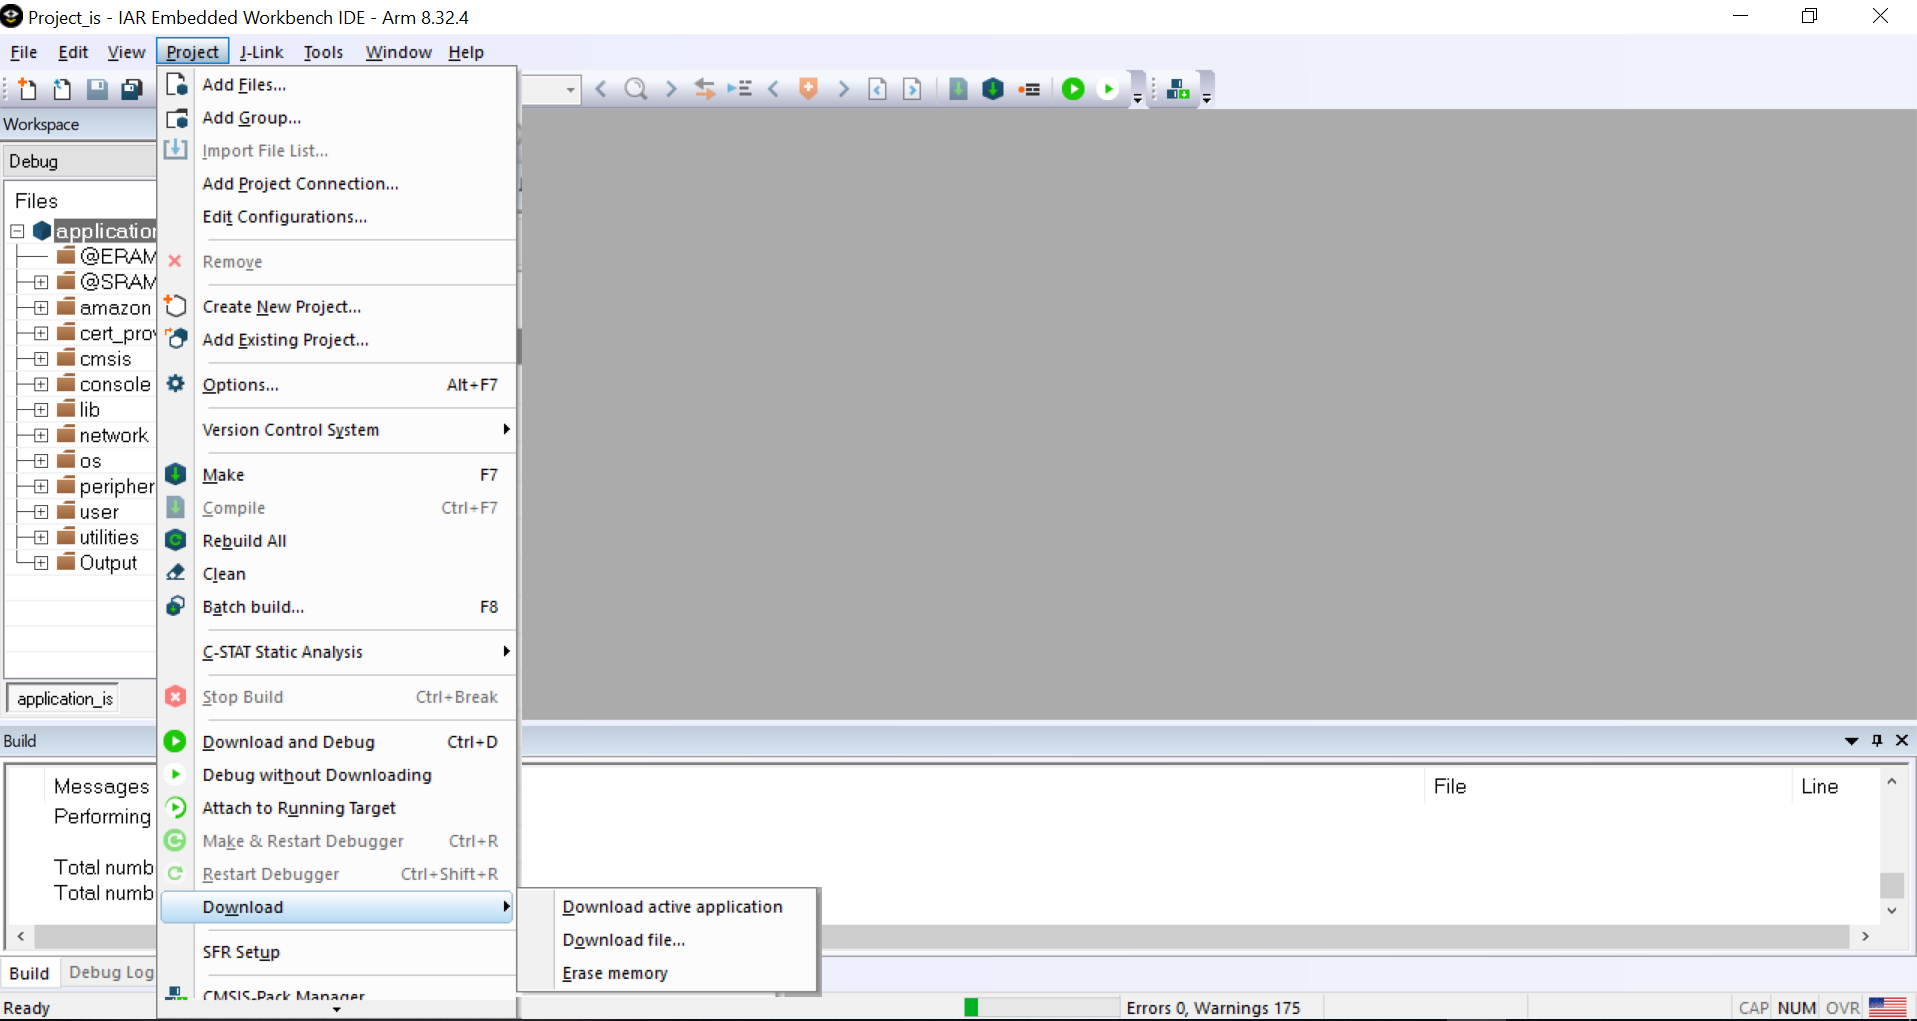 Project_is - IAR Embedded Workbench IDE - Arm 8.32.4
File Edit View Project J-Link Tools Window Help
Workspace
Debug
Files
application
@ERAM
@SRAM
amazon
cert_prov
cmsis
console
lib
network
os
peripher
user
utilities
Output
application_is
Add Files...
Add Group...
Import File List...
Add Project Connection...
Edit Configurations...
Remove
Create New Project...
Add Existing Project...
Options... Alt+F7
Version Control System
Make F7
Compile Ctrl+F7
Rebuild All
Clean
Batch build... F8
C-STAT Static Analysis
Stop Build Ctrl+Break
Download and Debug Ctrl+D
Debug without Downloading
Attach to Running Target
Make & Restart Debugger Ctrl+R
Restart Debugger Ctrl+Shift+R
Download
SFR Setup
CMSIS-Pack Manager
Download active application
Download file...
Erase memory
Build
Messages File Line
Performing
Total numb
Total numb
Build Debug Log
Ready Errors 0, Warnings 175 CAP NUM OVR